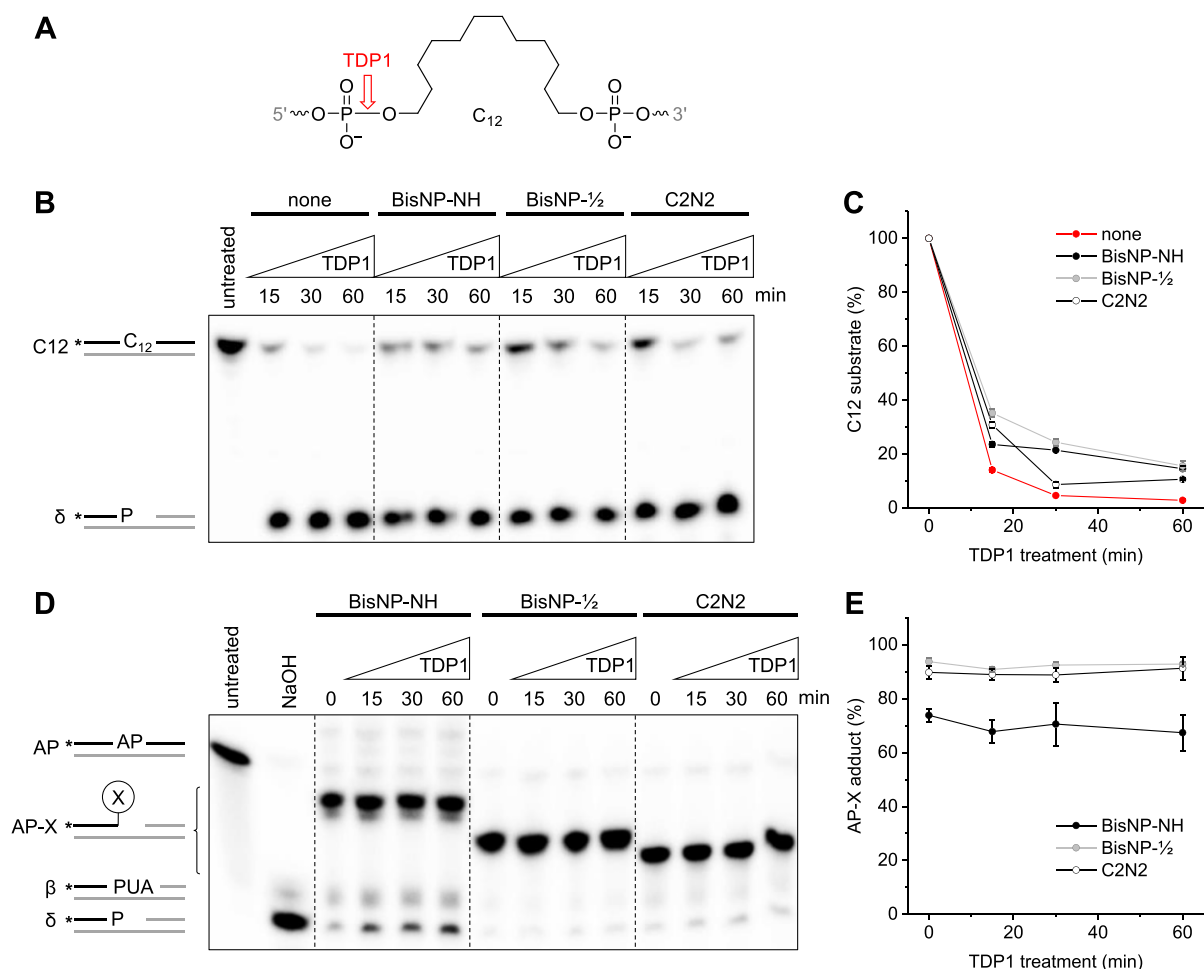 A
TDP1
5' O P O O O⁻ C₁₂ O P O O O⁻ 3'
B
none BisNP-NH BisNP-½ C2N2
untreated TDP1 TDP1 TDP1 TDP1
15 30 60 15 30 60 15 30 60 15 30 60 min
C12 * C₁₂
δ * P
C
none
BisNP-NH
BisNP-½
C2N2
C12 substrate (%)
100
80
60
40
20
0
0 20 40 60
TDP1 treatment (min)
D
BisNP-NH BisNP-½ C2N2
untreated NaOH TDP1 TDP1 TDP1
0 15 30 60 0 15 30 60 0 15 30 60 min
AP * AP
X
AP-X *
β * PUA
δ * P
E
AP-X adduct (%)
100
80
60
40
20
0
BisNP-NH
BisNP-½
C2N2
0 20 40 60
TDP1 treatment (min)